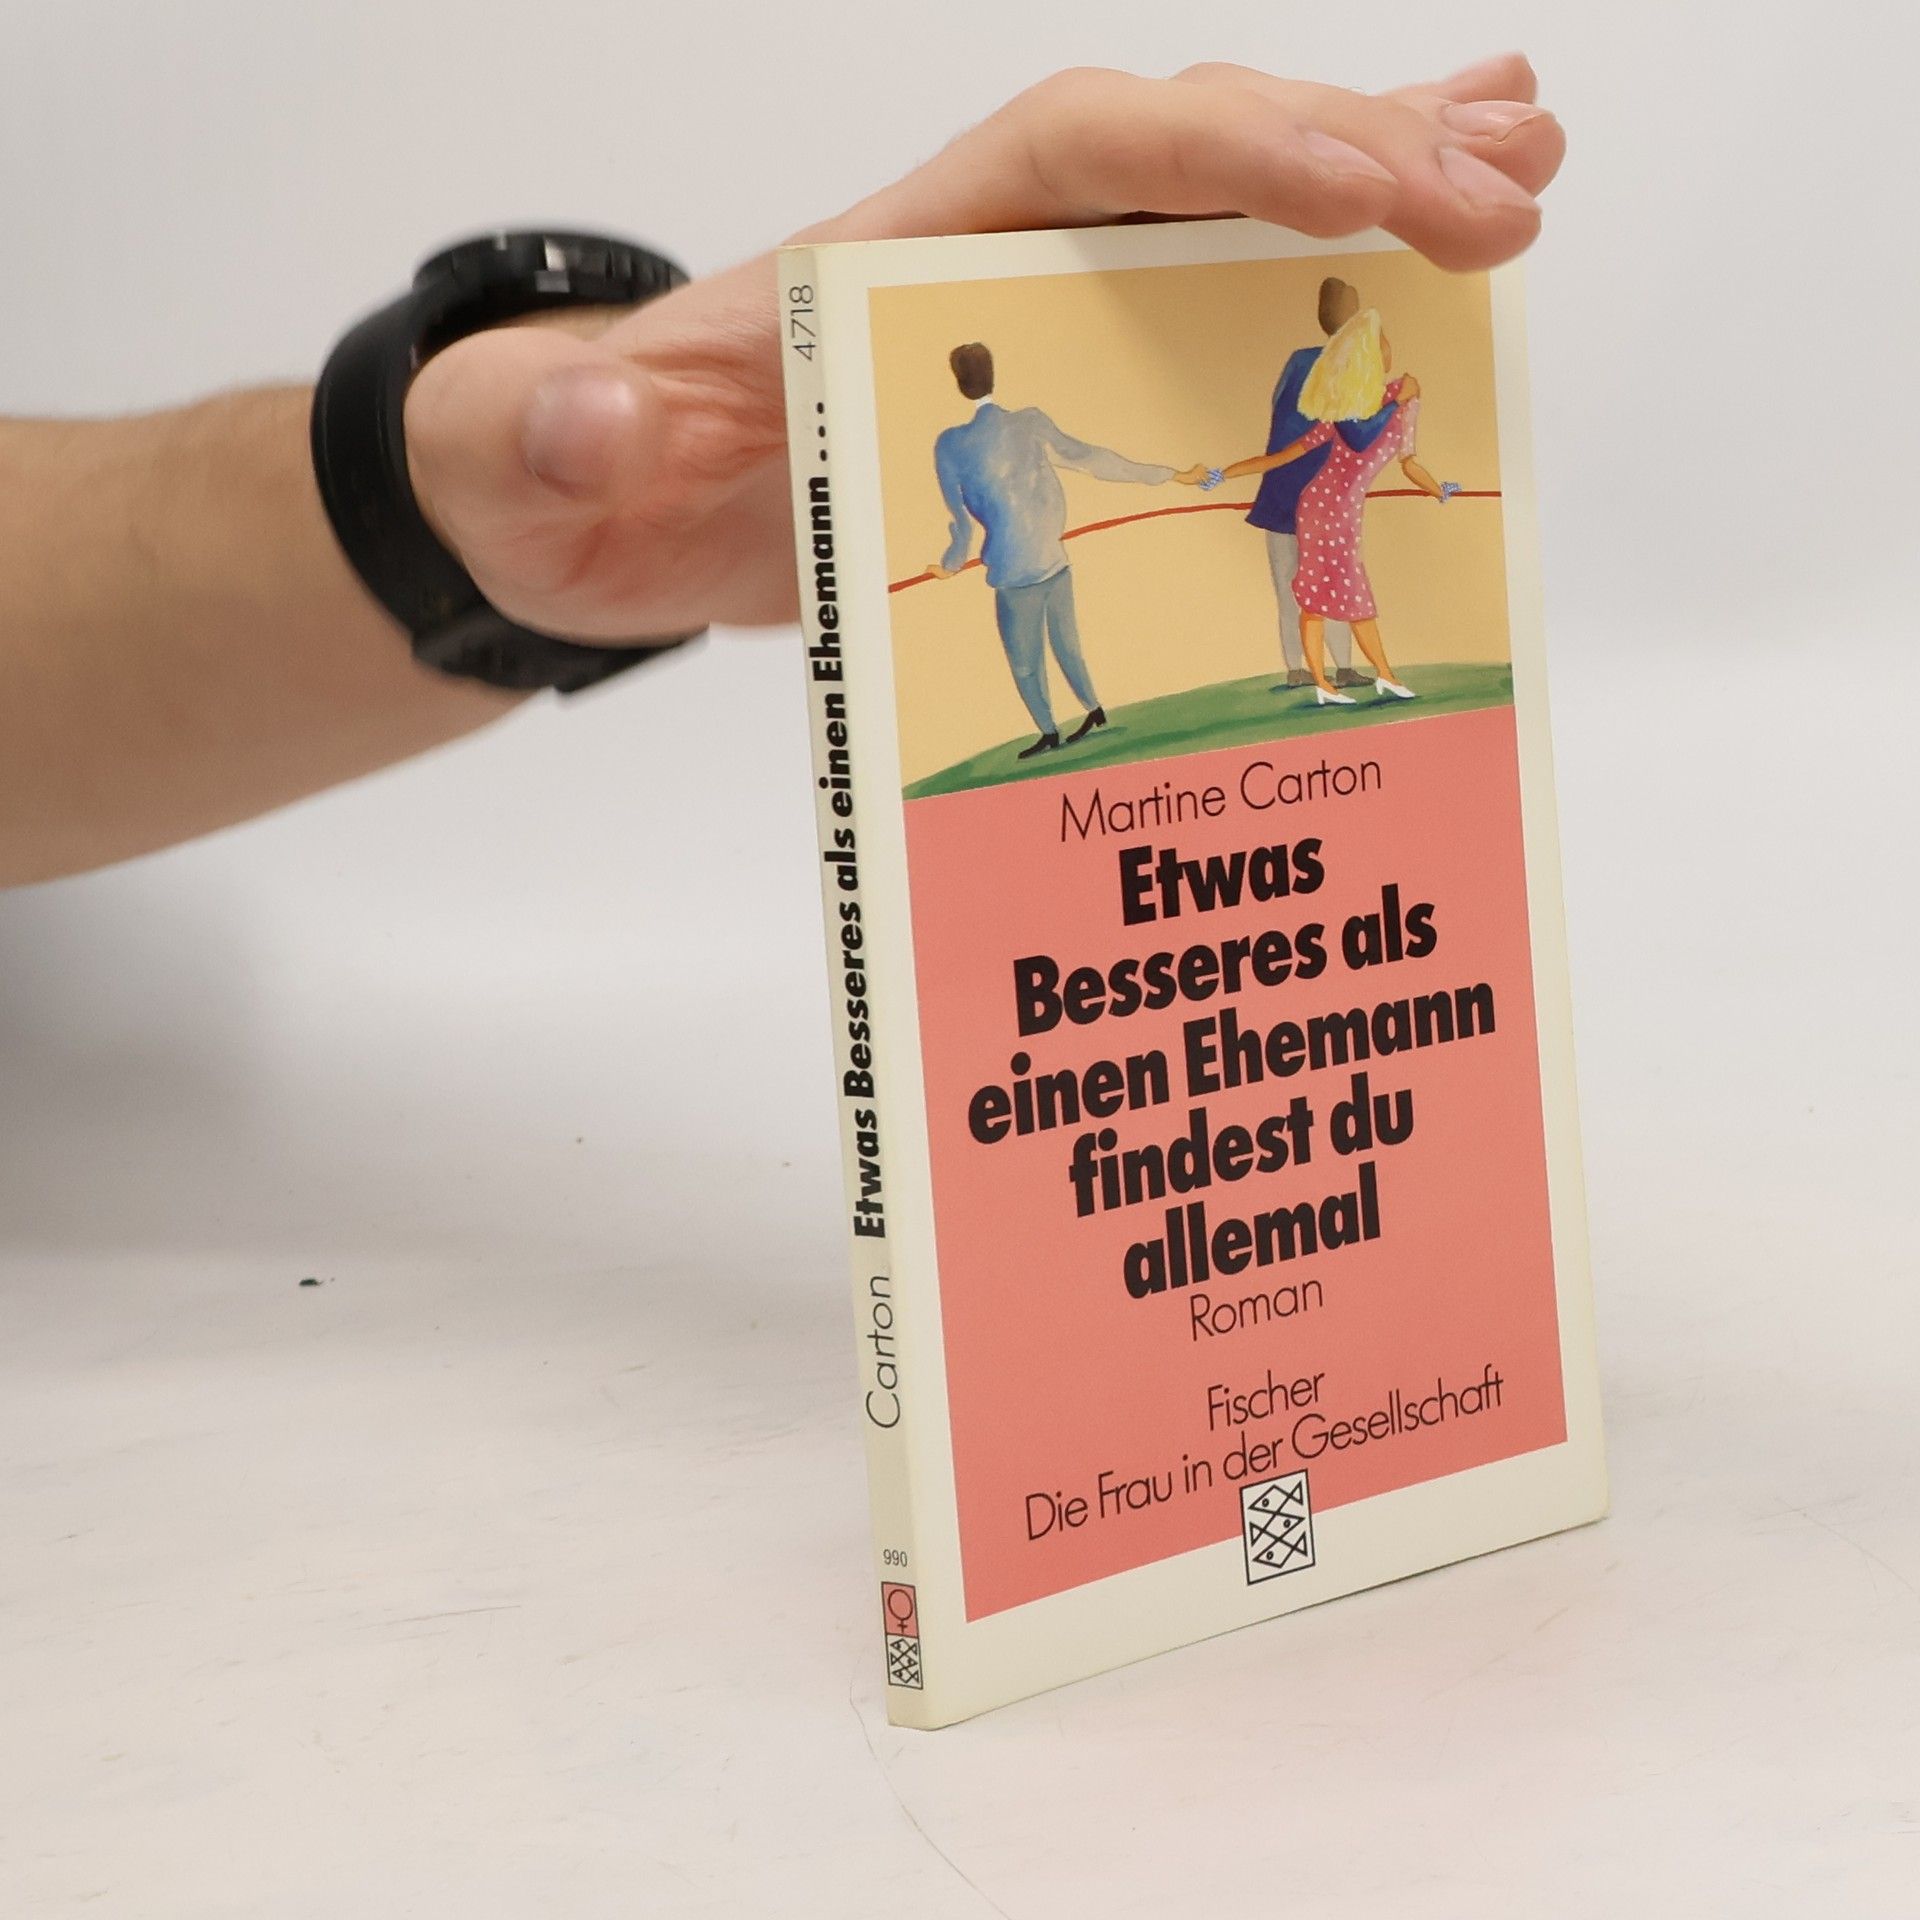 4718
Carton Etwas Besseres als einen Ehemann . . .
990
Martine Carton
Etwas
Besseres als
einen Ehemann
findest du
allemal
Roman
Fischer
Die Frau in der Gesellschaft